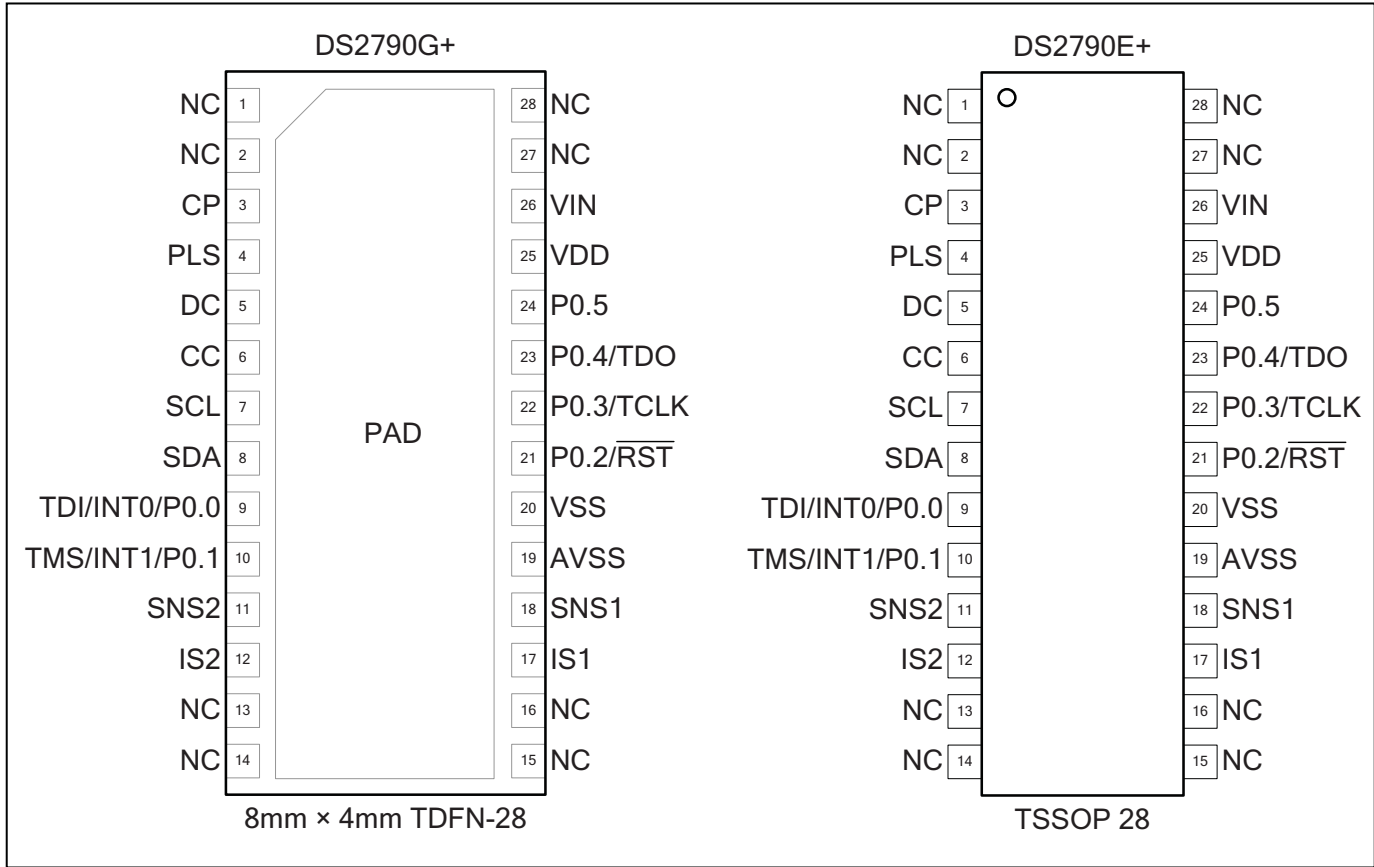 DS2790G+
NC 1
NC 2
CP 3
PLS 4
DC 5
CC 6
SCL 7
SDA 8
TDI/INT0/P0.0 9
TMS/INT1/P0.1 10
SNS2 11
IS2 12
NC 13
NC 14
PAD
28 NC
27 NC
26 VIN
25 VDD
24 P0.5
23 P0.4/TDO
22 P0.3/TCLK
21 P0.2/RST
20 VSS
19 AVSS
18 SNS1
17 IS1
16 NC
15 NC
8mm × 4mm TDFN-28
DS2790E+
NC 1
NC 2
CP 3
PLS 4
DC 5
CC 6
SCL 7
SDA 8
TDI/INT0/P0.0 9
TMS/INT1/P0.1 10
SNS2 11
IS2 12
NC 13
NC 14
28 NC
27 NC
26 VIN
25 VDD
24 P0.5
23 P0.4/TDO
22 P0.3/TCLK
21 P0.2/RST
20 VSS
19 AVSS
18 SNS1
17 IS1
16 NC
15 NC
TSSOP 28